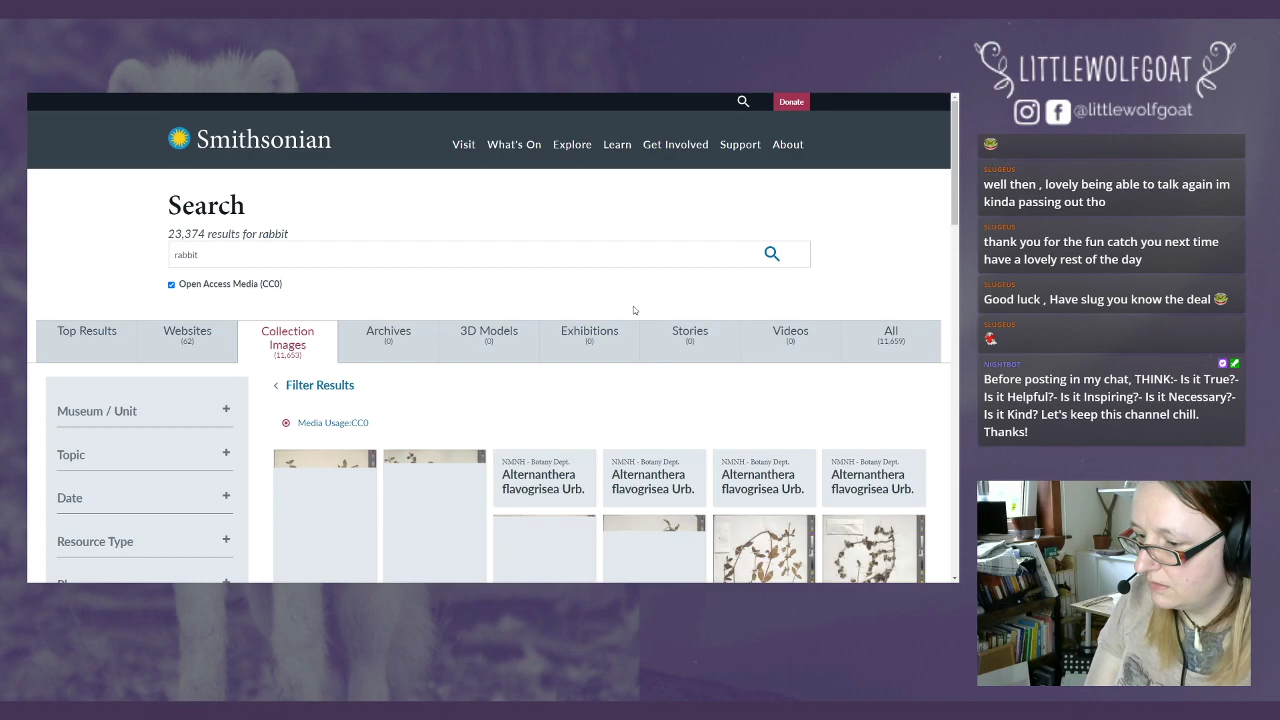 LITTLEWOLFGOAT
@littlewolfgoat
Donate
Smithsonian
Visit What's On Explore Learn Get Involved Support About
Search
23,374 results for rabbit
rabbit
Open Access Media (CC0)
Top Results
Websites
(62)
Collection
Images
(11,653)
Archives
(0)
3D Models
(0)
Exhibitions
(0)
Stories
(0)
Videos
(0)
All
(11,659)
Museum / Unit +
Topic +
Date +
Resource Type +
< Filter Results
Media Usage:CC0
NMNH - Botany Dept.
Alternanthera
flavogrisea Urb.
NMNH - Botany Dept.
Alternanthera
flavogrisea Urb.
NMNH - Botany Dept.
Alternanthera
flavogrisea Urb.
NMNH - Botany Dept.
Alternanthera
flavogrisea Urb.
SLUGEUS
well then , lovely being able to talk again im
kinda passing out tho
SLUGEUS
thank you for the fun catch you next time
have a lovely rest of the day
SLUGEUS
Good luck , Have slug you know the deal
SLUGEUS
NIGHTBOT
Before posting in my chat, THINK:- Is it True?-
Is it Helpful?- Is it Inspiring?- Is it Necessary?-
Is it Kind? Let's keep this channel chill.
Thanks!